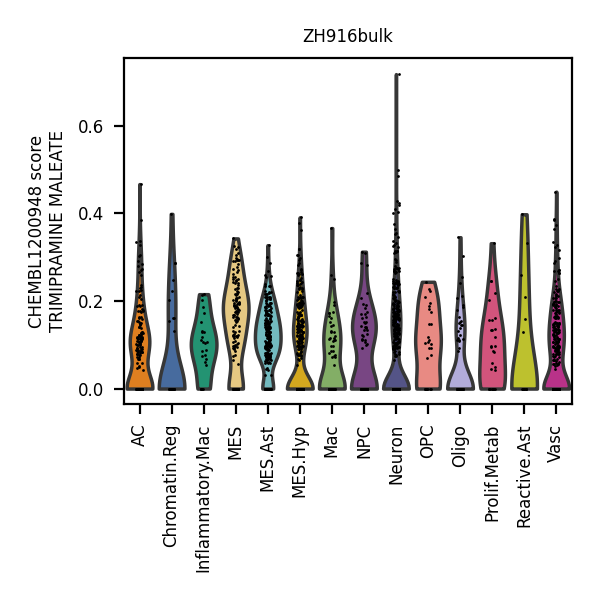 ZH916bulk
CHEMBL1200948 score
TRIMIPRAMINE MALEATE
0.6
0.4
0.2
0.0
AC
Chromatin.Reg
Inflammatory.Mac
MES
MES.Ast
MES.Hyp
Mac
NPC
Neuron
OPC
Oligo
Prolif.Metab
Reactive.Ast
Vasc